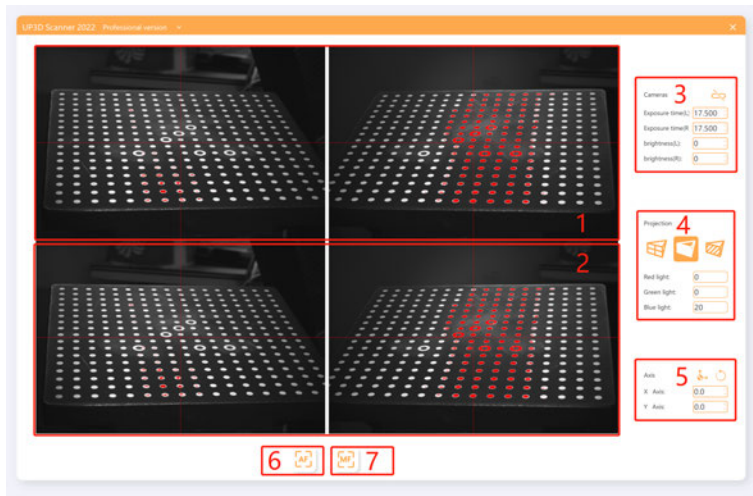 UP3D Scanner 2022 Professional version
1
2
Cameras 3
Exposure time(L) 17.500
Exposure time(R 17.500
brightness(L): 0
brightness(R): 0
Projection 4
Red light: 0
Green light: 0
Blue light: 20
Axis 5
X Axis: 0.0
Y Axis: 0.0
6 AF MF 7